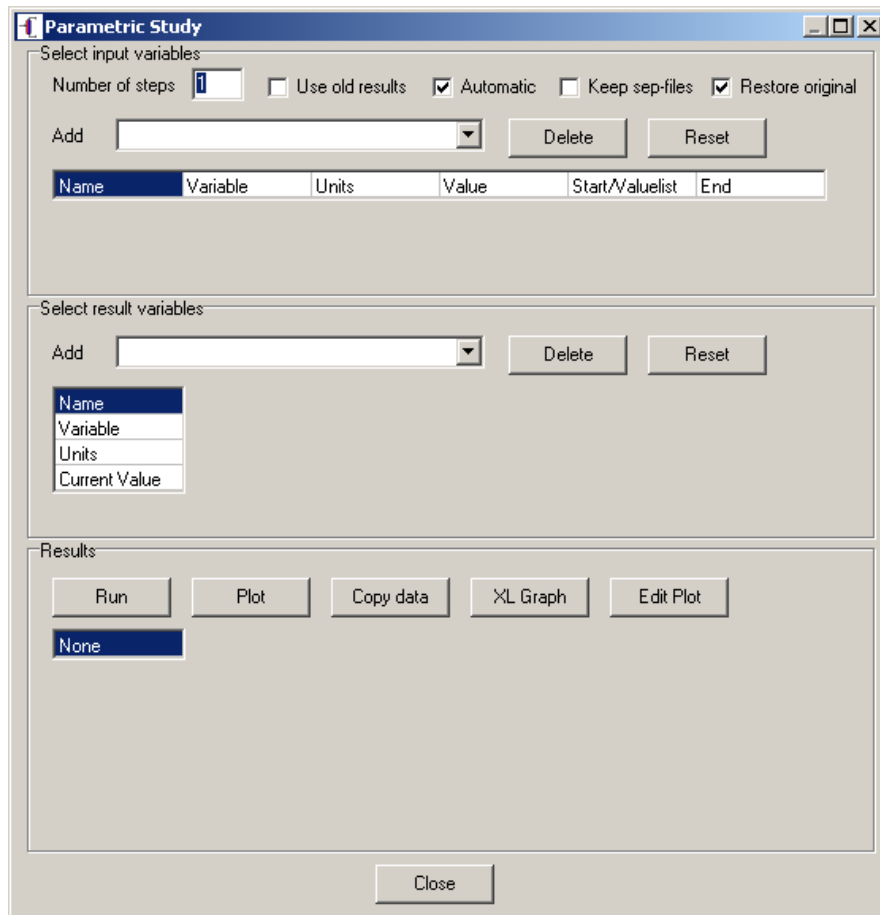 Parametric Study
Select input variables
Number of steps 1 Use old results Automatic Keep sep-files Restore original
Add Delete Reset
Name Variable Units Value Start/Valuelist End
Select result variables
Add Delete Reset
Name
Variable
Units
Current Value
Results
Run Plot Copy data XL Graph Edit Plot
None
Close